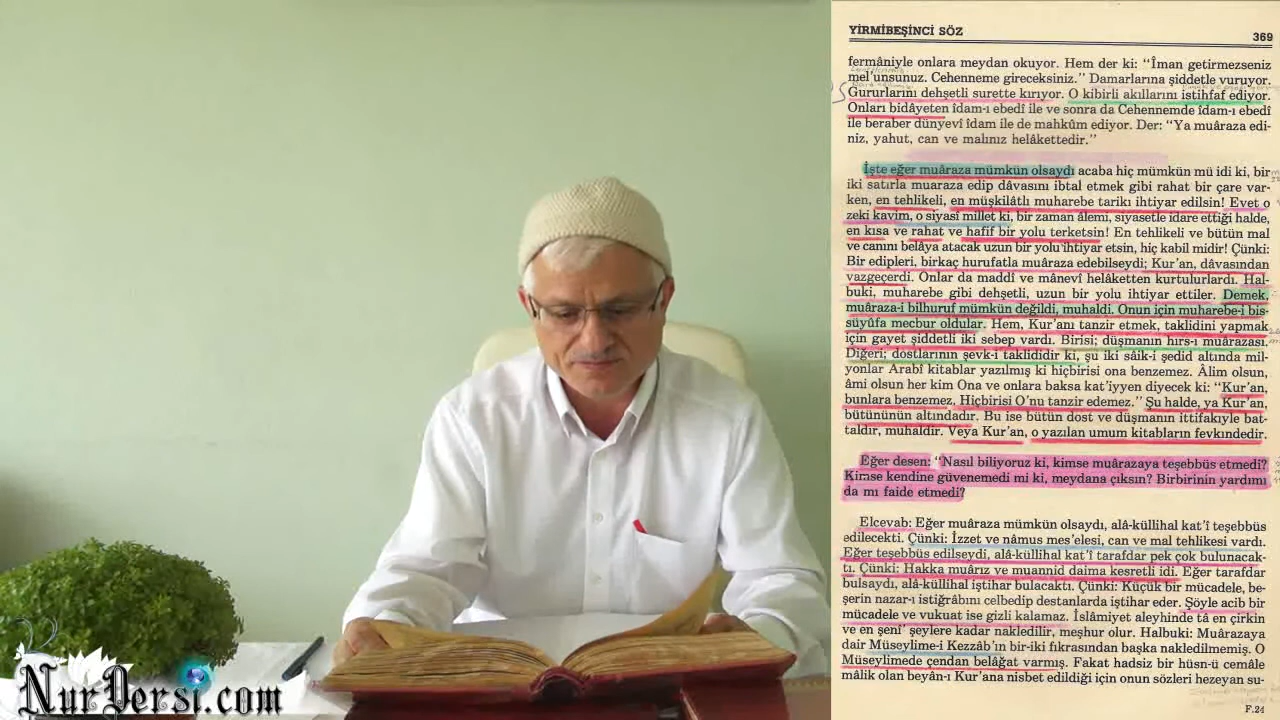 YİRMİBEŞİNCİ SÖZ
369
fermâniyle onlara meydan okuyor. Hem der ki: “Îman getirmezseniz
mel'unsunuz. Cehenneme gireceksiniz.” Damarlarına şiddetle vuruyor.
Gururlarını dehşetli surette kırıyor. O kibirli akıllarını istihfaf ediyor.
Onları bidâyeten îdam-ı ebedî ile ve sonra da Cehennemde îdam-ı ebedî
ile beraber dünyevî îdam ile de mahkûm ediyor. Der: “Ya muâraza edi-
niz, yahut, can ve malınız helâkettedir.”
İşte eğer muâraza mümkün olsaydı acaba hiç mümkün mü idi ki, bir
iki satırla muaraza edip dâvasını ibtal etmek gibi rahat bir çare var-
ken, en tehlikeli, en müşkilâtlı muharebe tarikı ihtiyar edilsin! Evet o
zeki kavim, o siyasî millet ki, bir zaman âlemi, siyasetle idare ettiği halde,
en kısa ve rahat ve hafif bir yolu terketsin! En tehlikeli ve bütün mal
ve canını belâya atacak uzun bir yolu ihtiyar etsin, hiç kabil midir! Çünki:
Bir edipleri, birkaç hurufatla muâraza edebilseydi; Kur'an, dâvasından
vazgeçerdi. Onlar da maddî ve mânevî helâketten kurtulurlardı. Hal-
buki, muharebe gibi dehşetli, uzun bir yolu ihtiyar ettiler. Demek,
muâraza-i bilhuruf mümkün değildi, muhaldi. Onun için muharebe-i bis-
süyûfa mecbur oldular. Hem, Kur'anı tanzir etmek, taklidini yapmak
için gayet şiddetli iki sebep vardı. Birisi; düşmanın hırs-ı muârazası.
Diğeri; dostlarının şevk-i taklididir ki, şu iki sâik-i şedid altında mil-
yonlar Arabî kitablar yazılmış ki hiçbirisi ona benzemez. Âlim olsun,
âmi olsun her kim Ona ve onlara baksa kat'iyyen diyecek ki: “Kur'an,
bunlara benzemez. Hiçbirisi O'nu tanzir edemez.” Şu halde, ya Kur'an,
bütününün altındadır. Bu ise bütün dost ve düşmanın ittifakıyle bat-
taldır, muhaldir. Veya Kur'an, o yazılan umum kitabların fevkındedir.
Eğer desen: “Nasıl biliyoruz ki, kimse muârazaya teşebbüs etmedi?
Kimse kendine güvenemedi mi ki, meydana çıksın? Birbirinin yardımı
da mı faide etmedi?
Elcevab: Eğer muâraza mümkün olsaydı, alâ-küllihal kat'î teşebbüs
edilecekti. Çünki: İzzet ve nâmus mes'elesi, can ve mal tehlikesi vardı.
Eğer teşebbüs edilseydi, alâ-küllihal kat'î tarafdar pek çok bulunacak-
tı. Çünki: Hakka muârız ve muannid daima kesretli idi. Eğer tarafdar
bulsaydı, alâ-küllihal iştihar bulacaktı. Çünki: Küçük bir mücadele, be-
şerin nazar-ı istiğrâbını celbedip destanlarda iştihar eder. Şöyle acib bir
mücadele ve vukuat ise gizli kalamaz. İslâmiyet aleyhinde tâ en çirkin
ve en şeni' şeylere kadar nakledilir, meşhur olur. Halbuki: Muârazaya
dair Müseylime-i Kezzâb'ın bir-iki fıkrasından başka nakledilmemiş. O
Müseylimede çendan belâgat varmış. Fakat hadsiz bir hüsn-ü cemâle
mâlik olan beyân-ı Kur'ana nisbet edildiği için onun sözleri hezeyan su-
F.24
NurDersi.com